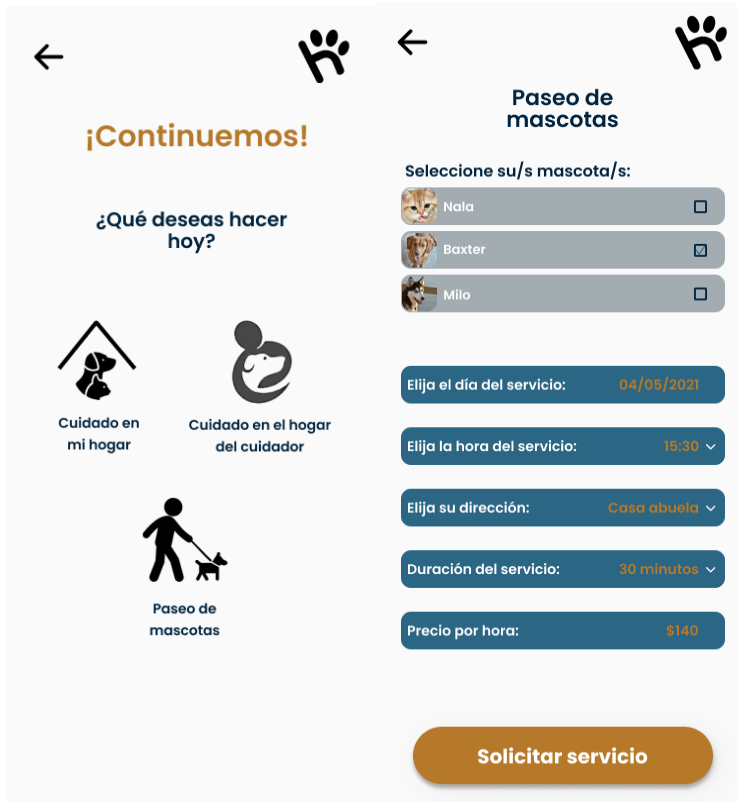 ¡Continuemos!
¿Qué deseas hacer
hoy?
Cuidado en
mi hogar
Cuidado en el hogar
del cuidador
Paseo de
mascotas
Paseo de
mascotas
Seleccione su/s mascota/s:
Nala
Baxter
Milo
Elija el día del servicio: 04/05/2021
Elija la hora del servicio: 15:30
Elija su dirección: Casa abuela
Duración del servicio: 30 minutos
Precio por hora: $140
Solicitar servicio